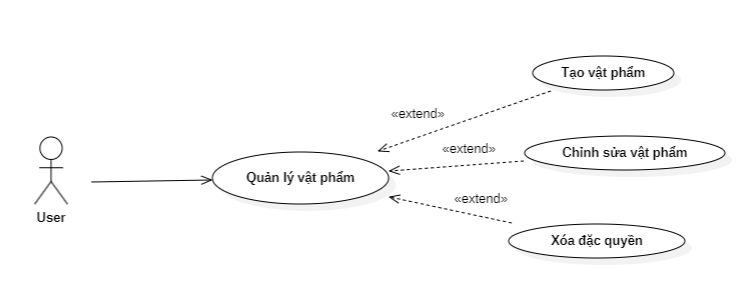 Tạo vật phẩm
«extend»
«extend»
Chỉnh sửa vật phẩm
Quản lý vật phẩm
«extend»
User
Xóa đặc quyền